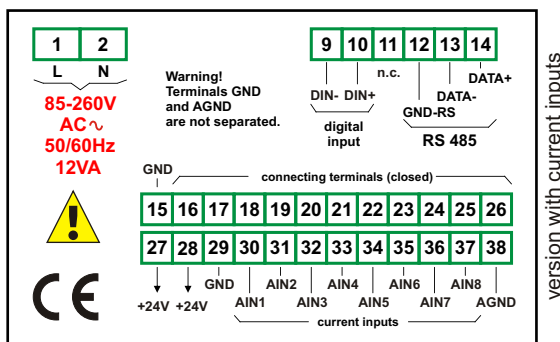 1 2
L N
85-260V
AC∿
50/60Hz
12VA
Warning!
Terminals GND
and AGND
are not separated.
9 10 11 12 13 14
n.c.
DATA+
DIN- DIN+
DATA-
GND-RS
digital
input
RS 485
GND
connecting terminals (closed)
15 16 17 18 19 20 21 22 23 24 25 26
27 28 29 30 31 32 33 34 35 36 37 38
GND AIN2 AIN4 AIN6 AIN8
+24V +24V AIN1 AIN3 AIN5 AIN7 AGND
current inputs
!
CE
version with current inputs